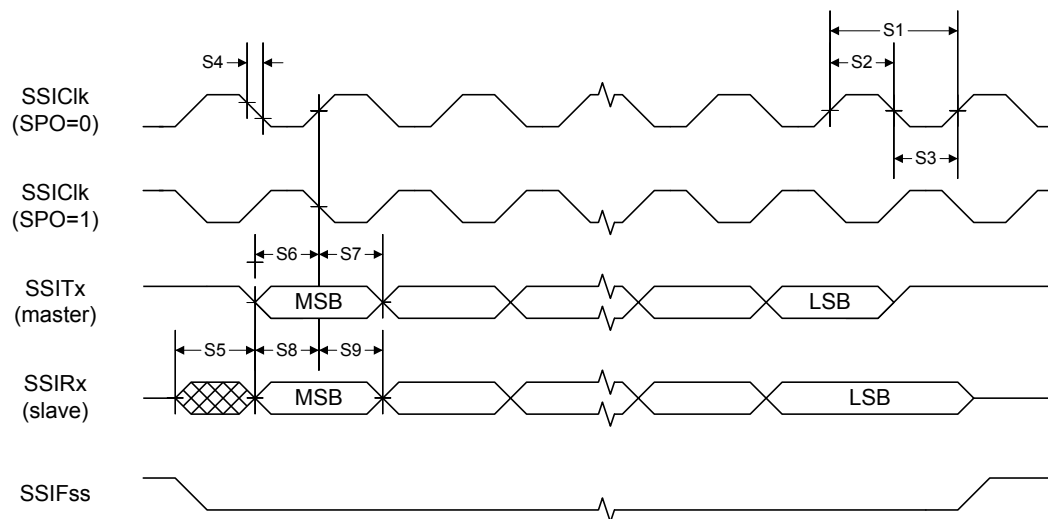 S1
S4
S2
SSIClk
(SPO=0)
S3
SSIClk
(SPO=1)
S6
S7
SSITx
(master)
MSB
LSB
S5
S8
S9
SSIRx
(slave)
MSB
LSB
SSIFss